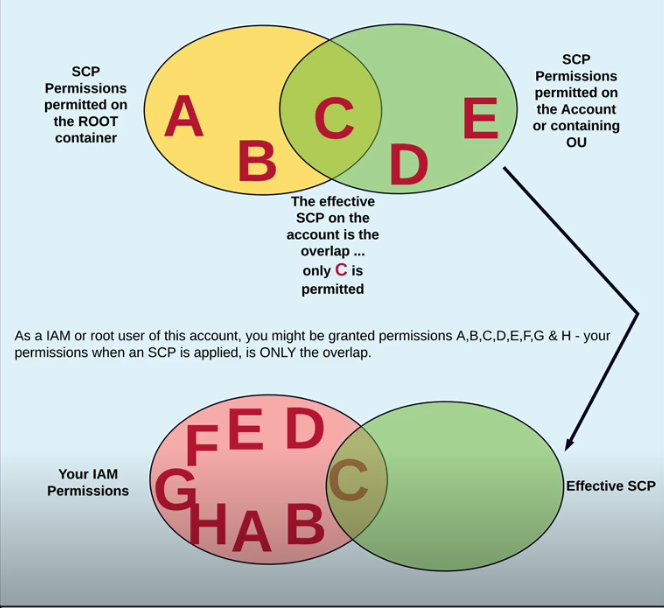 SCP
Permissions
permitted on
the ROOT
container
A
B
C
D
E
SCP
Permissions
permitted on
the Account
or containing
OU
The effective
SCP on the
account is the
overlap ...
only C is
permitted
As a IAM or root user of this account, you might be granted permissions A,B,C,D,E,F,G & H - your
permissions when an SCP is applied, is ONLY the overlap.
Your IAM
Permissions
F
E
D
G
H
A
B
C
Effective SCP